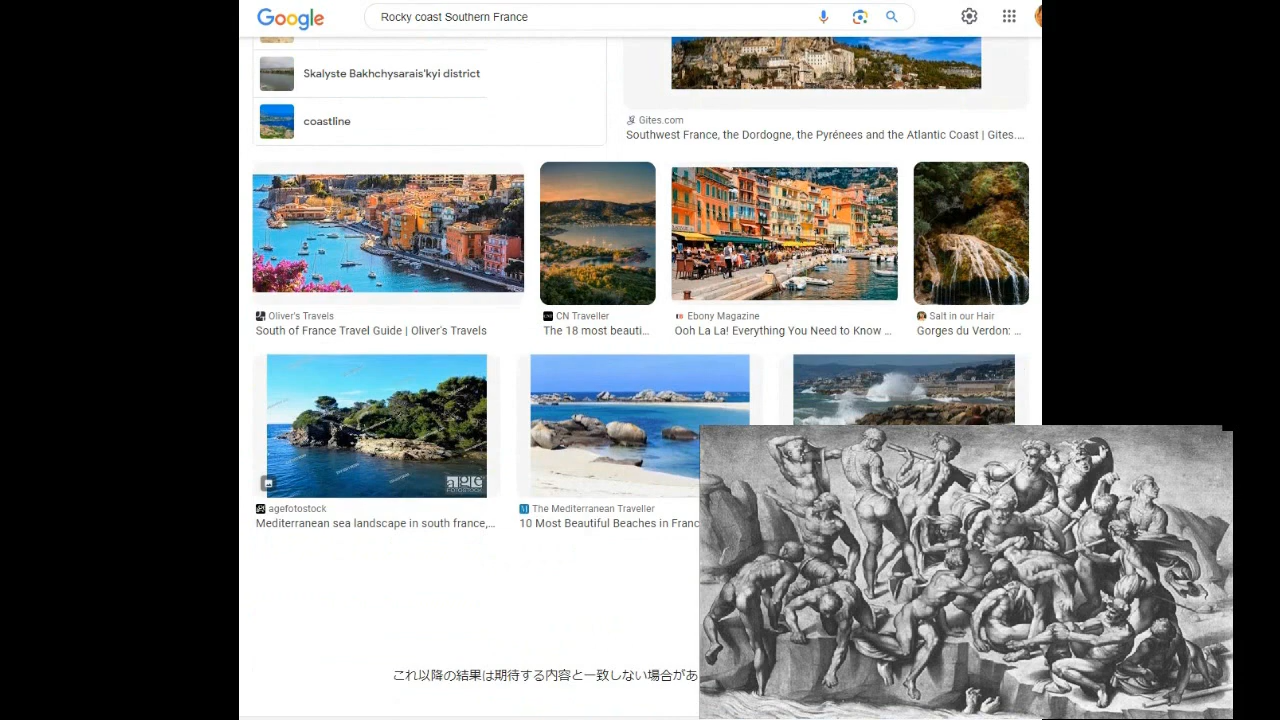 Google
Rocky coast Southern France
Skalyste Bakhchysarais'kyi district
coastline
Gites.com
Southwest France, the Dordogne, the Pyrénees and the Atlantic Coast | Gites....
Oliver's Travels
South of France Travel Guide | Oliver's Travels
CN Traveller
The 18 most beauti...
Ebony Magazine
Ooh La La! Everything You Need to Know ...
Salt in our Hair
Gorges du Verdon: ...
age
FOTOSTOCK
agefotostock
Mediterranean sea landscape in south france,...
The Mediterranean Traveller
10 Most Beautiful Beaches in Franc
これ以降の結果は期待する内容と一致しない場合があ